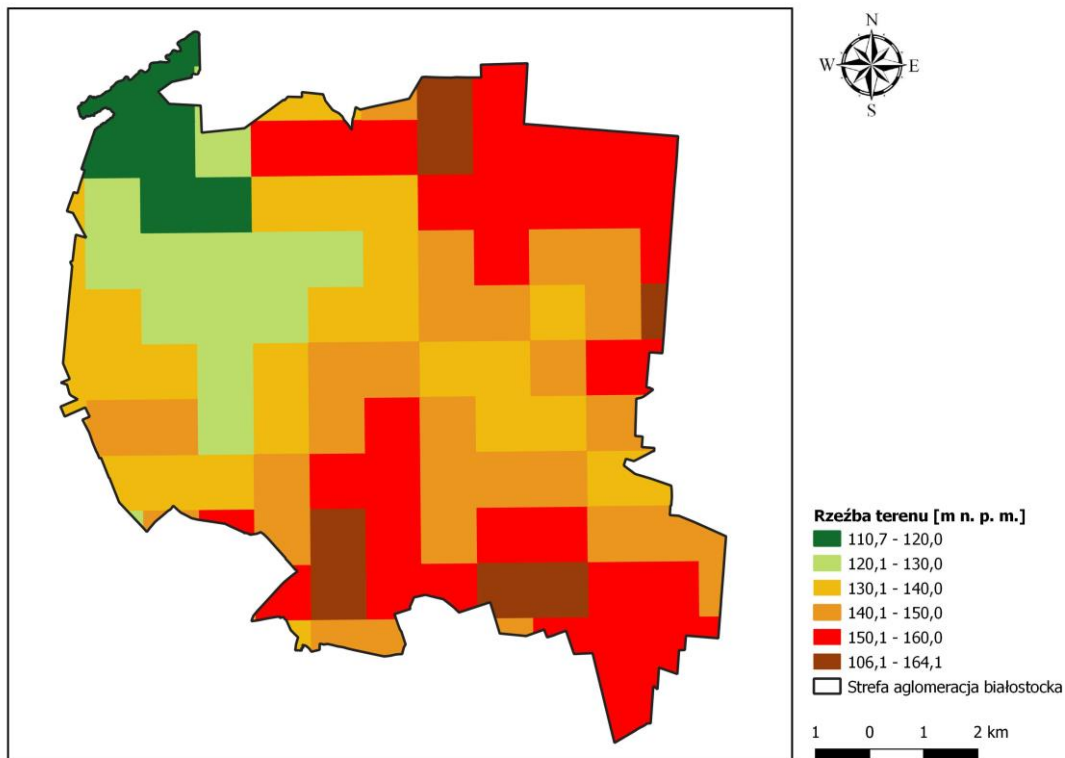 N
W E
S
Rzeźba terenu [m n. p. m.]
110,7 - 120,0
120,1 - 130,0
130,1 - 140,0
140,1 - 150,0
150,1 - 160,0
106,1 - 164,1
Strefa aglomeracja białostocka
1 0 1 2 km